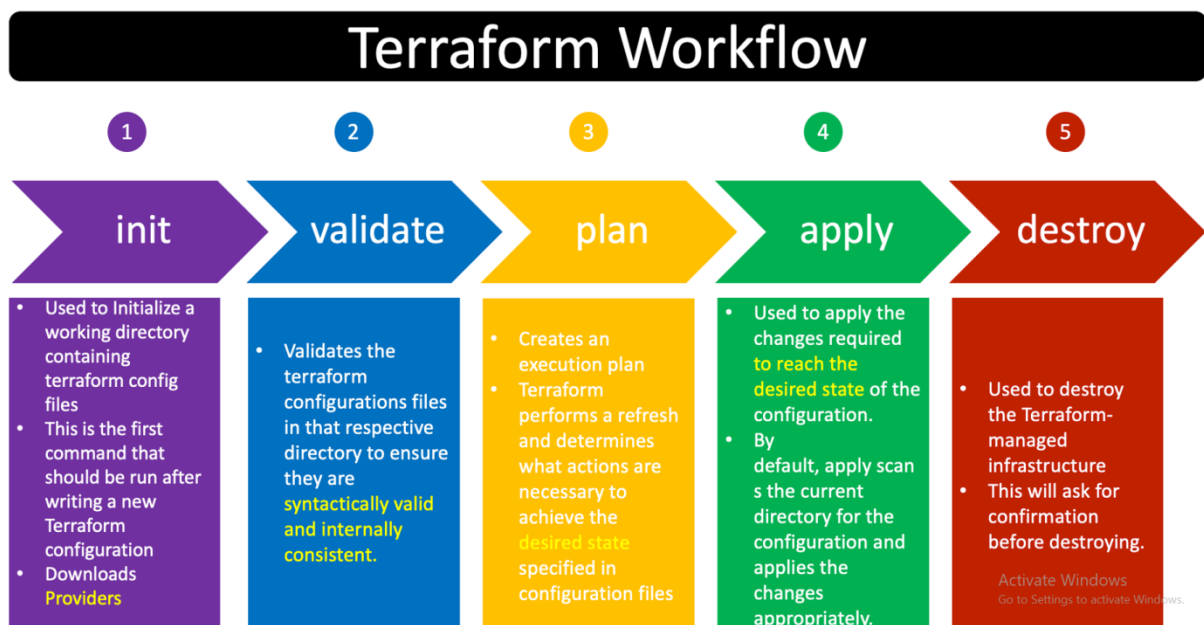 Terraform Workflow
1
2
3
4
5
init
validate
plan
apply
destroy
• Used to Initialize a
working directory
containing
terraform config
files
• This is the first
command that
should be run after
writing a new
Terraform
configuration
• Downloads
Providers
• Validates the
terraform
configurations files
in that respective
directory to ensure
they are
syntactically valid
and internally
consistent.
• Creates an
execution plan
• Terraform
performs a refresh
and determines
what actions are
necessary to
achieve the
desired state
specified in
configuration files
• Used to apply the
changes required
to reach the
desired state of the
configuration.
• By
default, apply scan
s the current
directory for the
configuration and
applies the
changes
appropriately.
• Used to destroy
the Terraform-
managed
infrastructure
• This will ask for
confirmation
before destroying.
Activate Windows
Go to Settings to activate Windows.